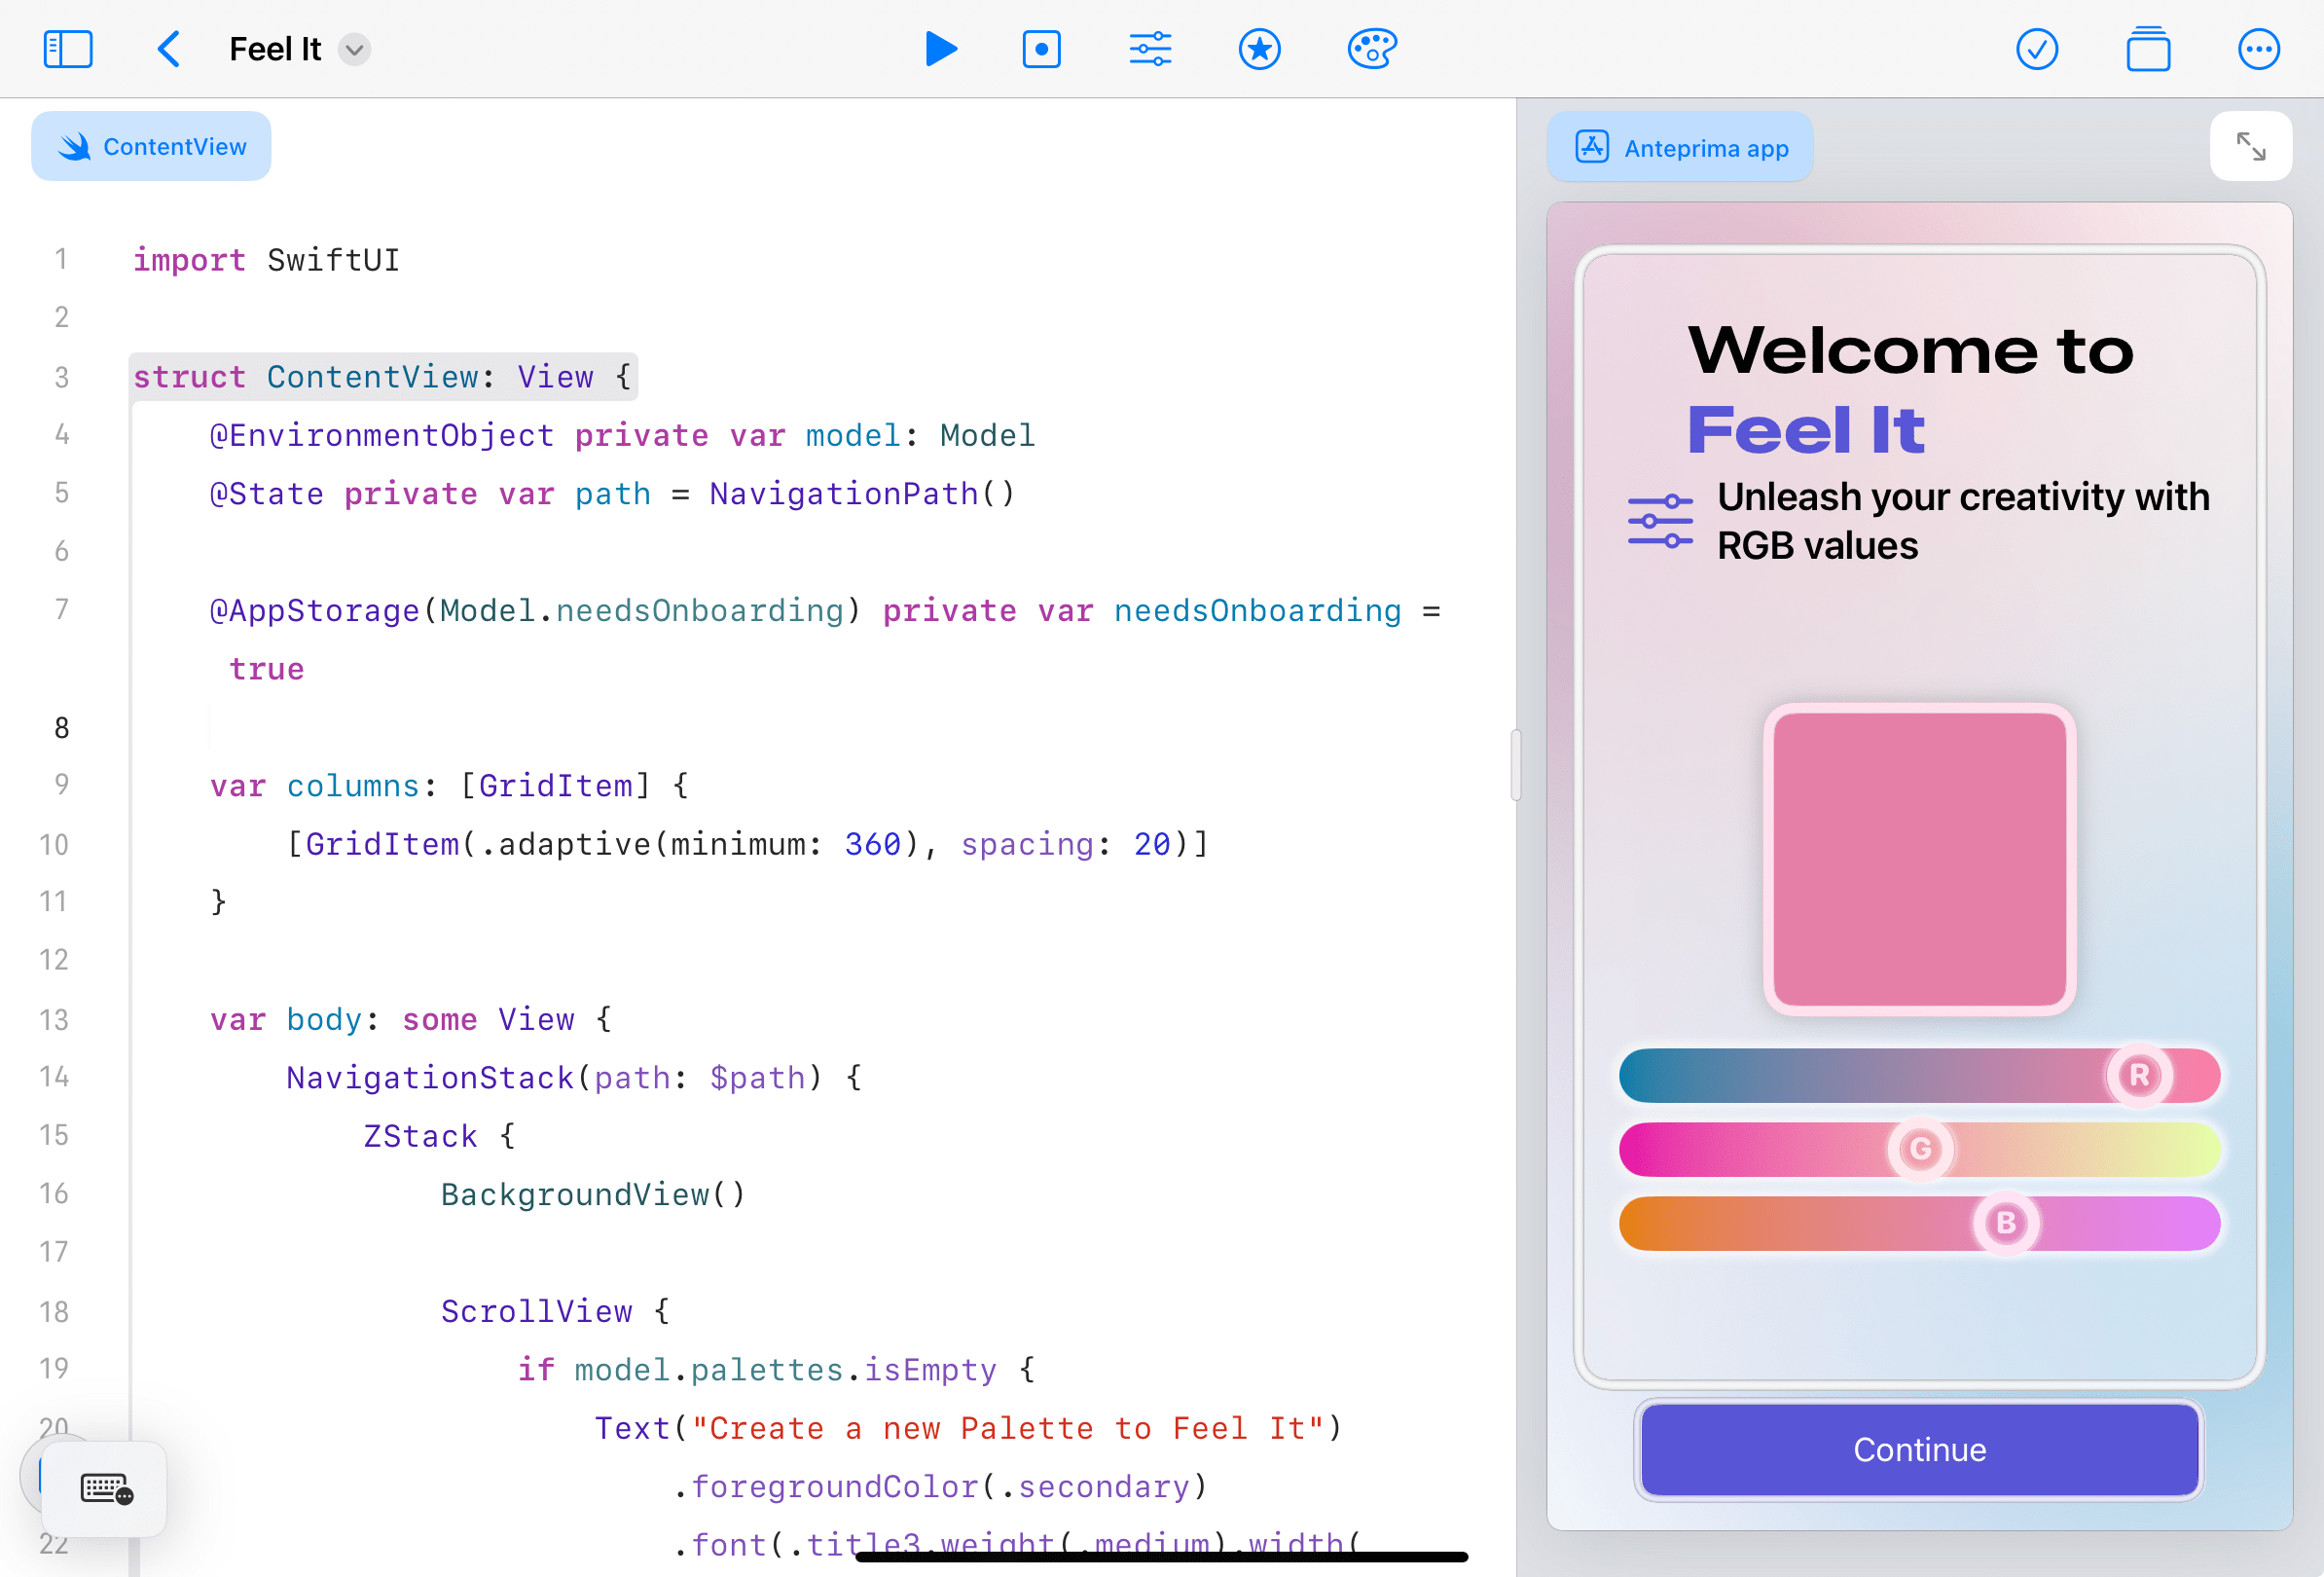 Feel It
ContentView
1 import SwiftUI
2
3 struct ContentView: View {
4 @EnvironmentObject private var model: Model
5 @State private var path = NavigationPath()
6
7 @AppStorage(Model.needsOnboarding) private var needsOnboarding =
true
8
9 var columns: [GridItem] {
10 [GridItem(.adaptive(minimum: 360), spacing: 20)]
11 }
12
13 var body: some View {
14 NavigationStack(path: $path) {
15 ZStack {
16 BackgroundView()
17
18 ScrollView {
19 if model.palettes.isEmpty {
20 Text("Create a new Palette to Feel It")
.foregroundColor(.secondary)
22 .font(.title3.weight(.medium).width(
Anteprima app
Welcome to
Feel It
Unleash your creativity with
RGB values
R
G
B
Continue